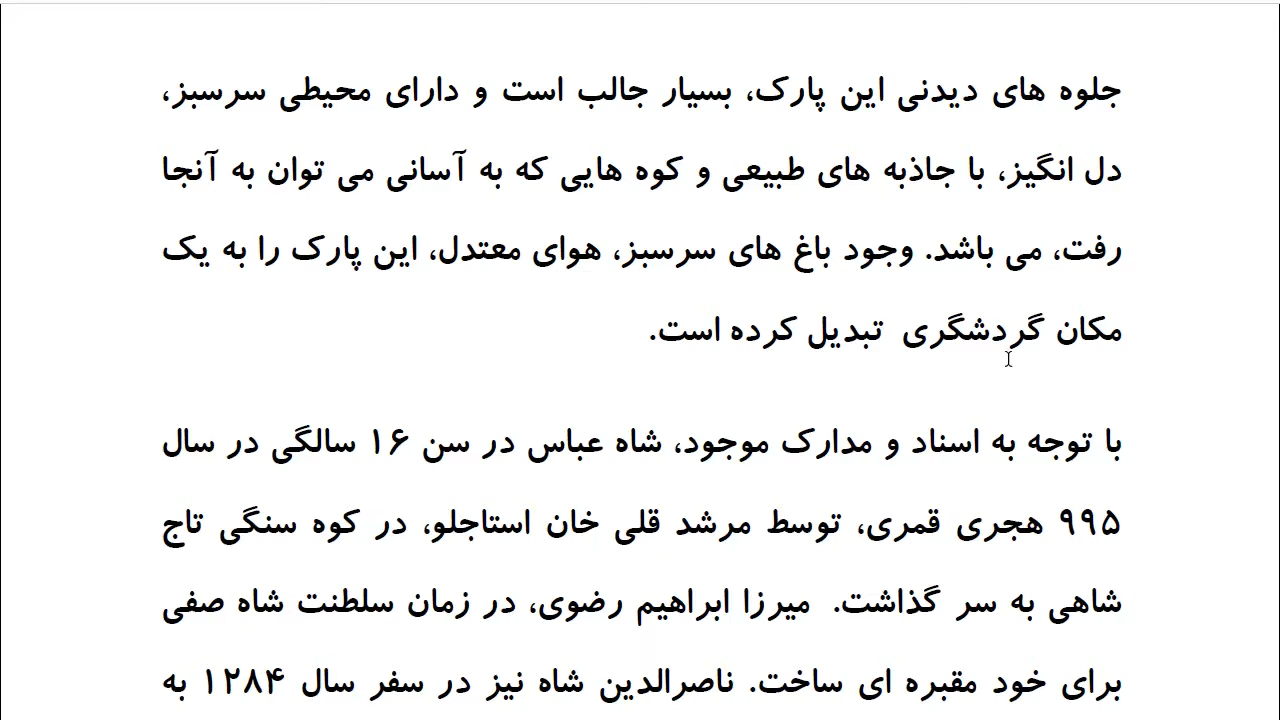 جلوه های دیدنی این پارک، بسیار جالب است و دارای محیطی سرسبز،
دل انگیز، با جاذبه های طبیعی و کوه هایی که به آسانی می توان به آنجا
رفت، می باشد. وجود باغ های سرسبز، هوای معتدل، این پارک را به یک
مکان گردشگری  تبدیل کرده است.
با توجه به اسناد و مدارک موجود، شاه عباس در سن ۱۶ سالگی در سال
۹۹۵ هجری قمری، توسط مرشد قلی خان استاجلو، در کوه سنگی تاج
شاهی به سر گذاشت.  میرزا ابراهیم رضوی، در زمان سلطنت شاه صفی
برای خود مقبره ای ساخت. ناصرالدین شاه نیز در سفر سال ۱۲۸۴ به